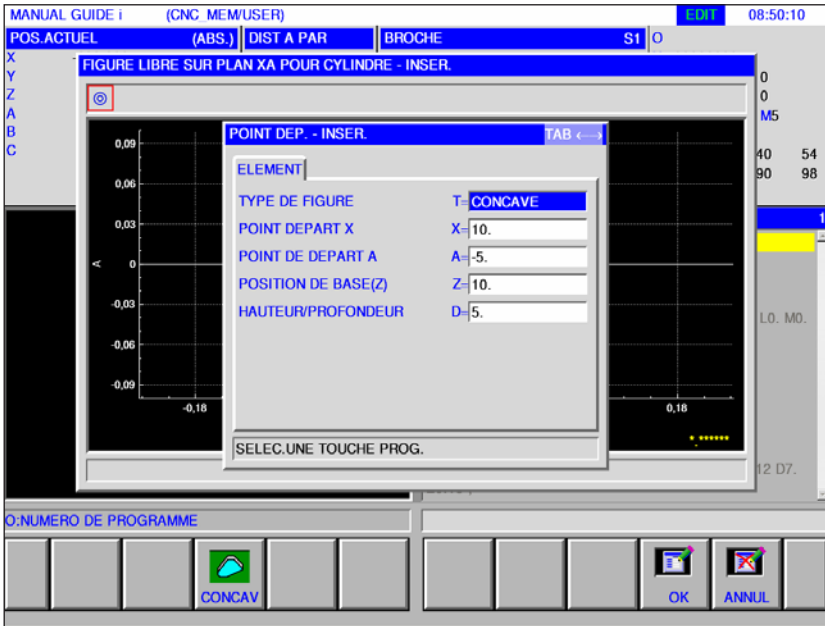 MANUAL GUIDE i (CNC_MEM/USER) EDIT 08:50:10
POS.ACTUEL (ABS.) DIST A PAR BROCHE S1 O
X
Y
Z
A
B
C
FIGURE LIBRE SUR PLAN XA POUR CYLINDRE - INSER.
0
0
M5
40 54
90 98
1
POINT DEP. - INSER. TAB ←→
ELEMENT
TYPE DE FIGURE T= CONCAVE
POINT DEPART X X= 10.
POINT DE DEPART A A= -5.
POSITION DE BASE(Z) Z= 10.
HAUTEUR/PROFONDEUR D= 5.
SELEC.UNE TOUCHE PROG.
0,09
0,06
0,03
A 0
-0,03
-0,06
-0,09
-0,18 0,18
*.******
L0. M0.
12 D7.
O:NUMERO DE PROGRAMME
CONCAV OK ANNUL